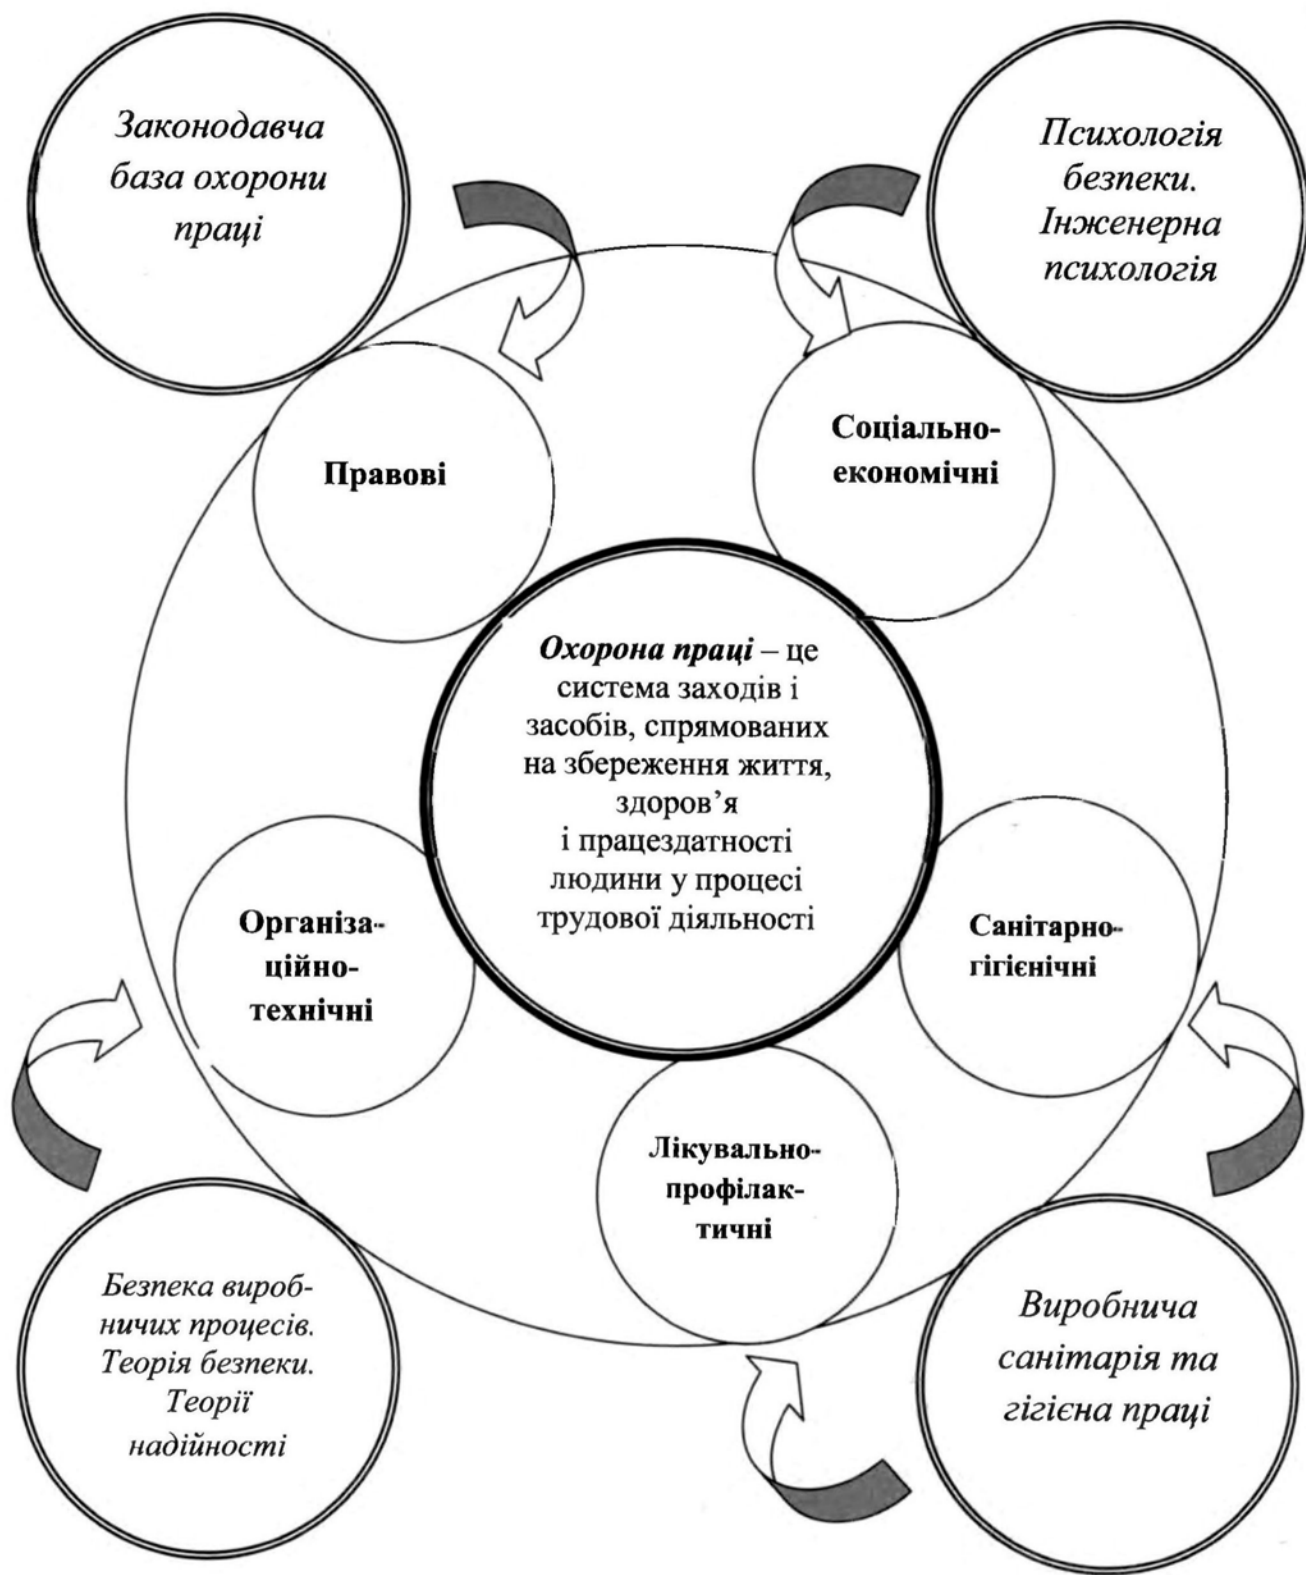 Законодавча
база охорони
праці
Психологія
безпеки.
Інженерна
психологія
Правові
Соціально-
економічні
Охорона праці – це
система заходів і
засобів, спрямованих
на збереження життя,
здоров’я
і працездатності
людини у процесі
трудової діяльності
Організа-
ційно-
технічні
Санітарно-
гігієнічні
Лікувально-
профілак-
тичні
Безпека вироб-
ничих процесів.
Теорія безпеки.
Теорії
надійності
Виробнича
санітарія та
гігієна праці